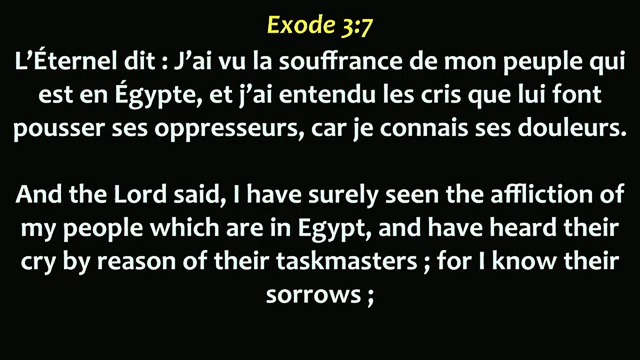 Exode 3:7
L’Éternel dit : J’ai vu la souffrance de mon peuple qui
est en Égypte, et j’ai entendu les cris que lui font
pousser ses oppresseurs, car je connais ses douleurs.
And the Lord said, I have surely seen the affliction of
my people which are in Egypt, and have heard their
cry by reason of their taskmasters ; for I know their
sorrows ;